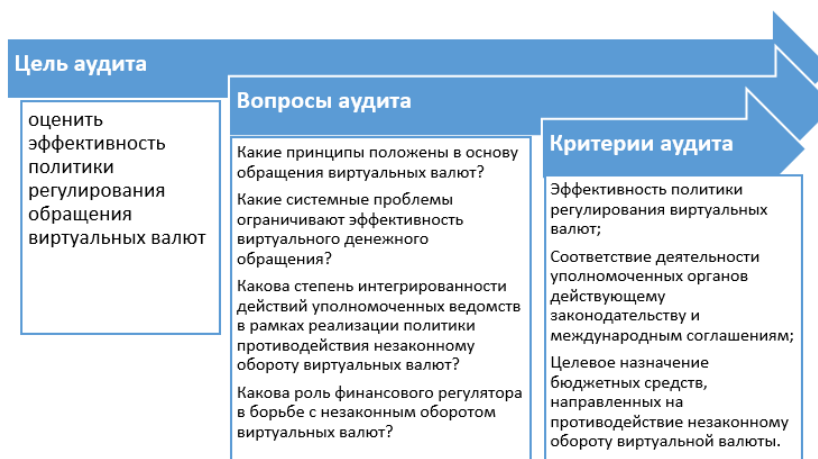 Цель аудита
оценить
эффективность
политики
регулирования
обращения
виртуальных валют
Вопросы аудита
Какие принципы положены в основу
обращения виртуальных валют?
Какие системные проблемы
ограничивают эффективность
виртуального денежного
обращения?
Какова степень интегрированности
действий уполномоченных ведомств
в рамках реализации политики
противодействия незаконному
обороту виртуальных валют?
Какова роль финансового регулятора
в борьбе с незаконным оборотом
виртуальных валют?
Критерии аудита
Эффективность политики
регулирования виртуальных
валют;
Соответствие деятельности
уполномоченных органов
действующему
законодательству и
международным соглашениям;
Целевое назначение
бюджетных средств,
направленных на
противодействие незаконному
обороту виртуальной валюты.